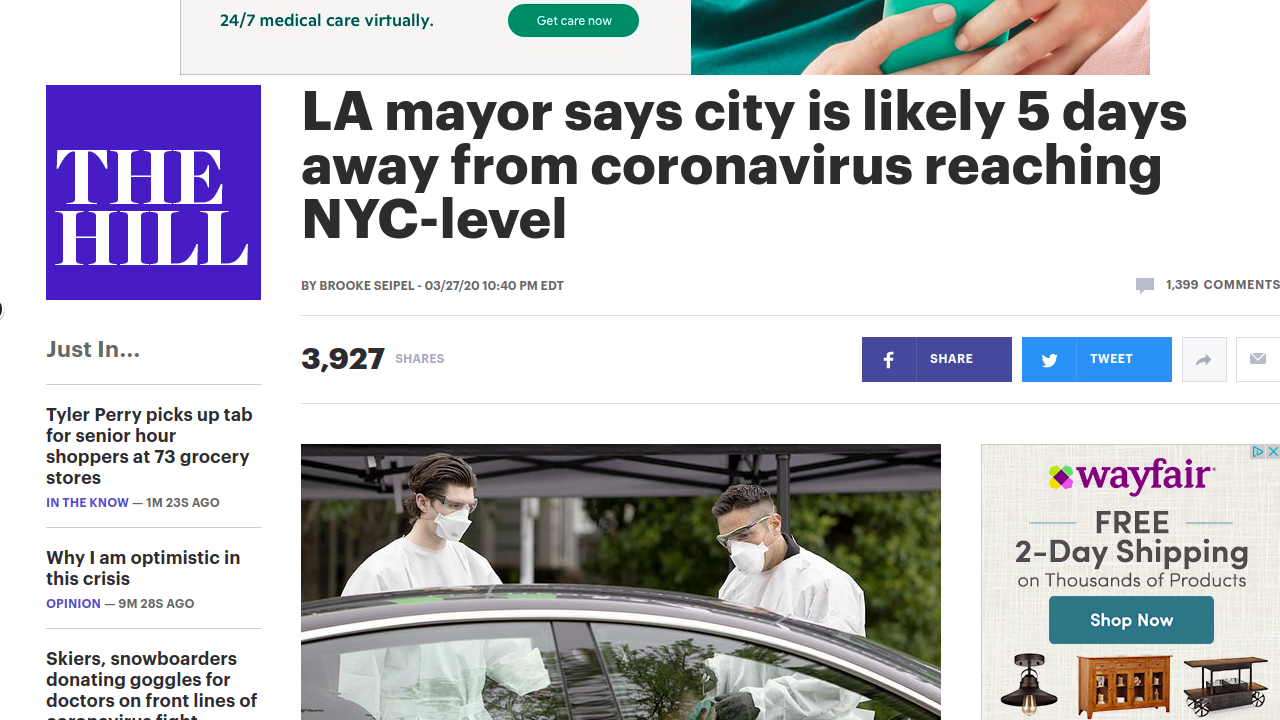 24/7 medical care virtually.
Get care now
THE
HILL
LA mayor says city is likely 5 days
away from coronavirus reaching
NYC-level
BY BROOKE SEIPEL - 03/27/20 10:40 PM EDT
1,399 COMMENTS
3,927 SHARES
SHARE
TWEET
Just In...
Tyler Perry picks up tab
for senior hour
shoppers at 73 grocery
stores
IN THE KNOW — 1M 23S AGO
Why I am optimistic in
this crisis
OPINION — 9M 28S AGO
Skiers, snowboarders
donating goggles for
doctors on front lines of
coronavirus fight
wayfair
FREE
2-Day Shipping
on Thousands of Products
Shop Now